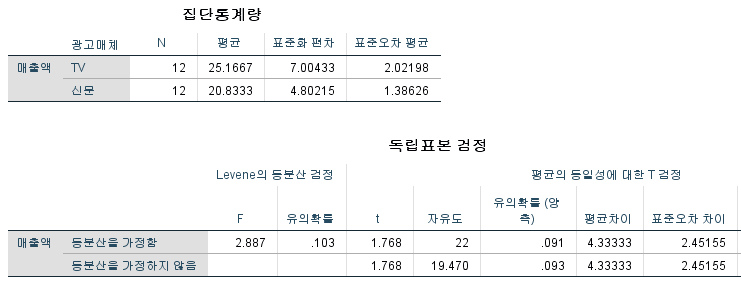 집단통계량
광고매체 N 평균 표준화 편차 표준오차 평균
매출액 TV 12 25.1667 7.00433 2.02198
신문 12 20.8333 4.80215 1.38626
독립표본 검정
Levene의 등분산 검정 평균의 동일성에 대한 T 검정
F 유의확률 t 자유도 유의확률 (양
측) 평균차이 표준오차 차이
매출액 등분산을 가정함 2.887 .103 1.768 22 .091 4.33333 2.45155
등분산을 가정하지 않음 1.768 19.470 .093 4.33333 2.45155